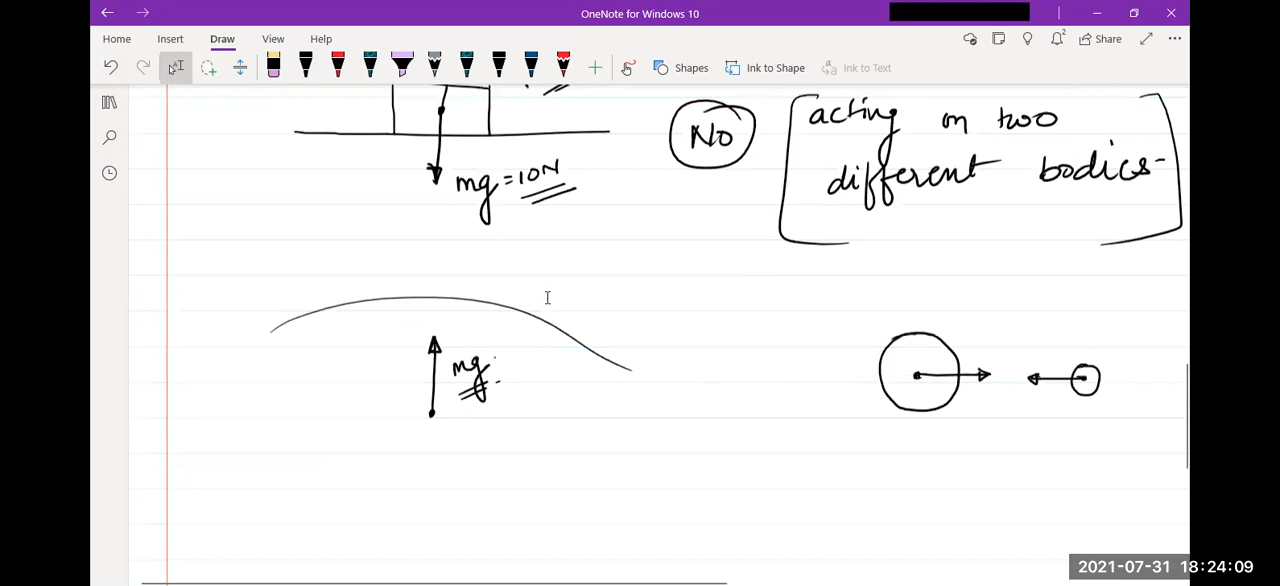 OneNote for Windows 10
Home Insert Draw View Help
2
Share
Shapes
Ink to Shape
Ink to Text
acting on two
No
different bodies-
mg=10N
mg
2021-07-31 18:24:09